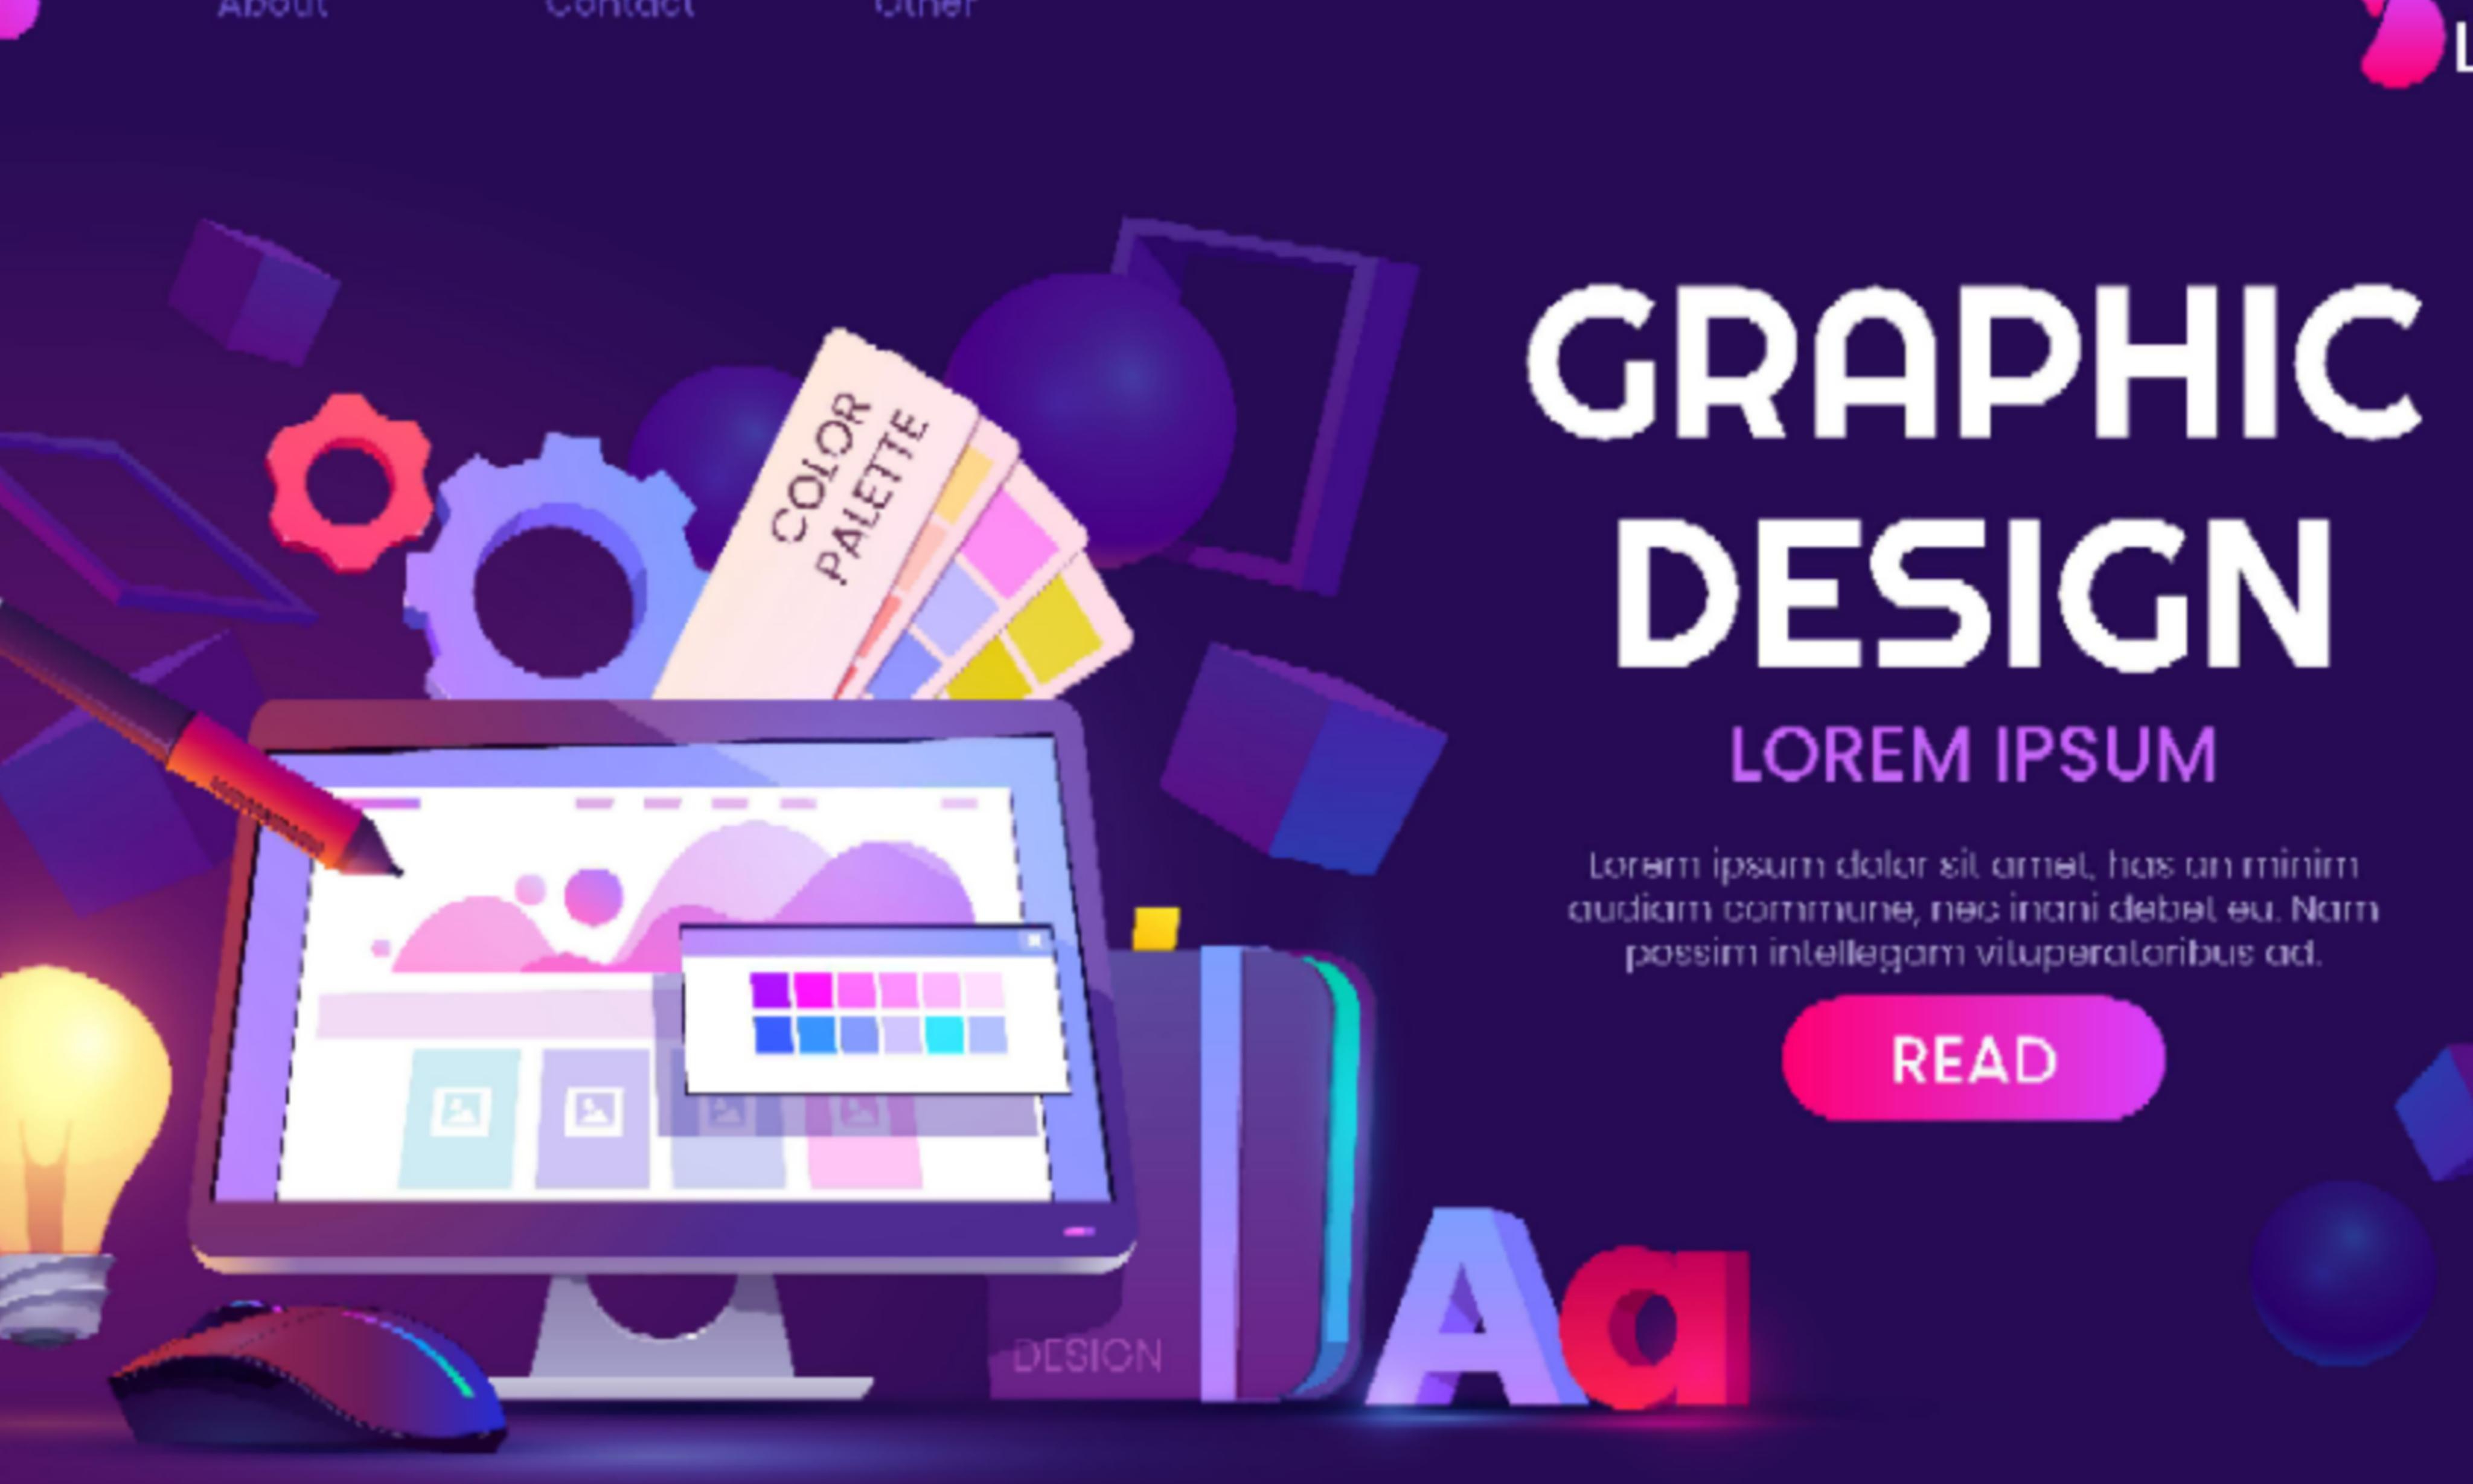 About Contact Other
L
COLOR
PALETTE
GRAPHIC
DESIGN
LOREM IPSUM
Lorem ipsum dolor sit amet, has an minim
audiam commune, nec inani debet eu. Nam
possim intellegam vituperatoribus ad.
READ
DESIGN
Aa